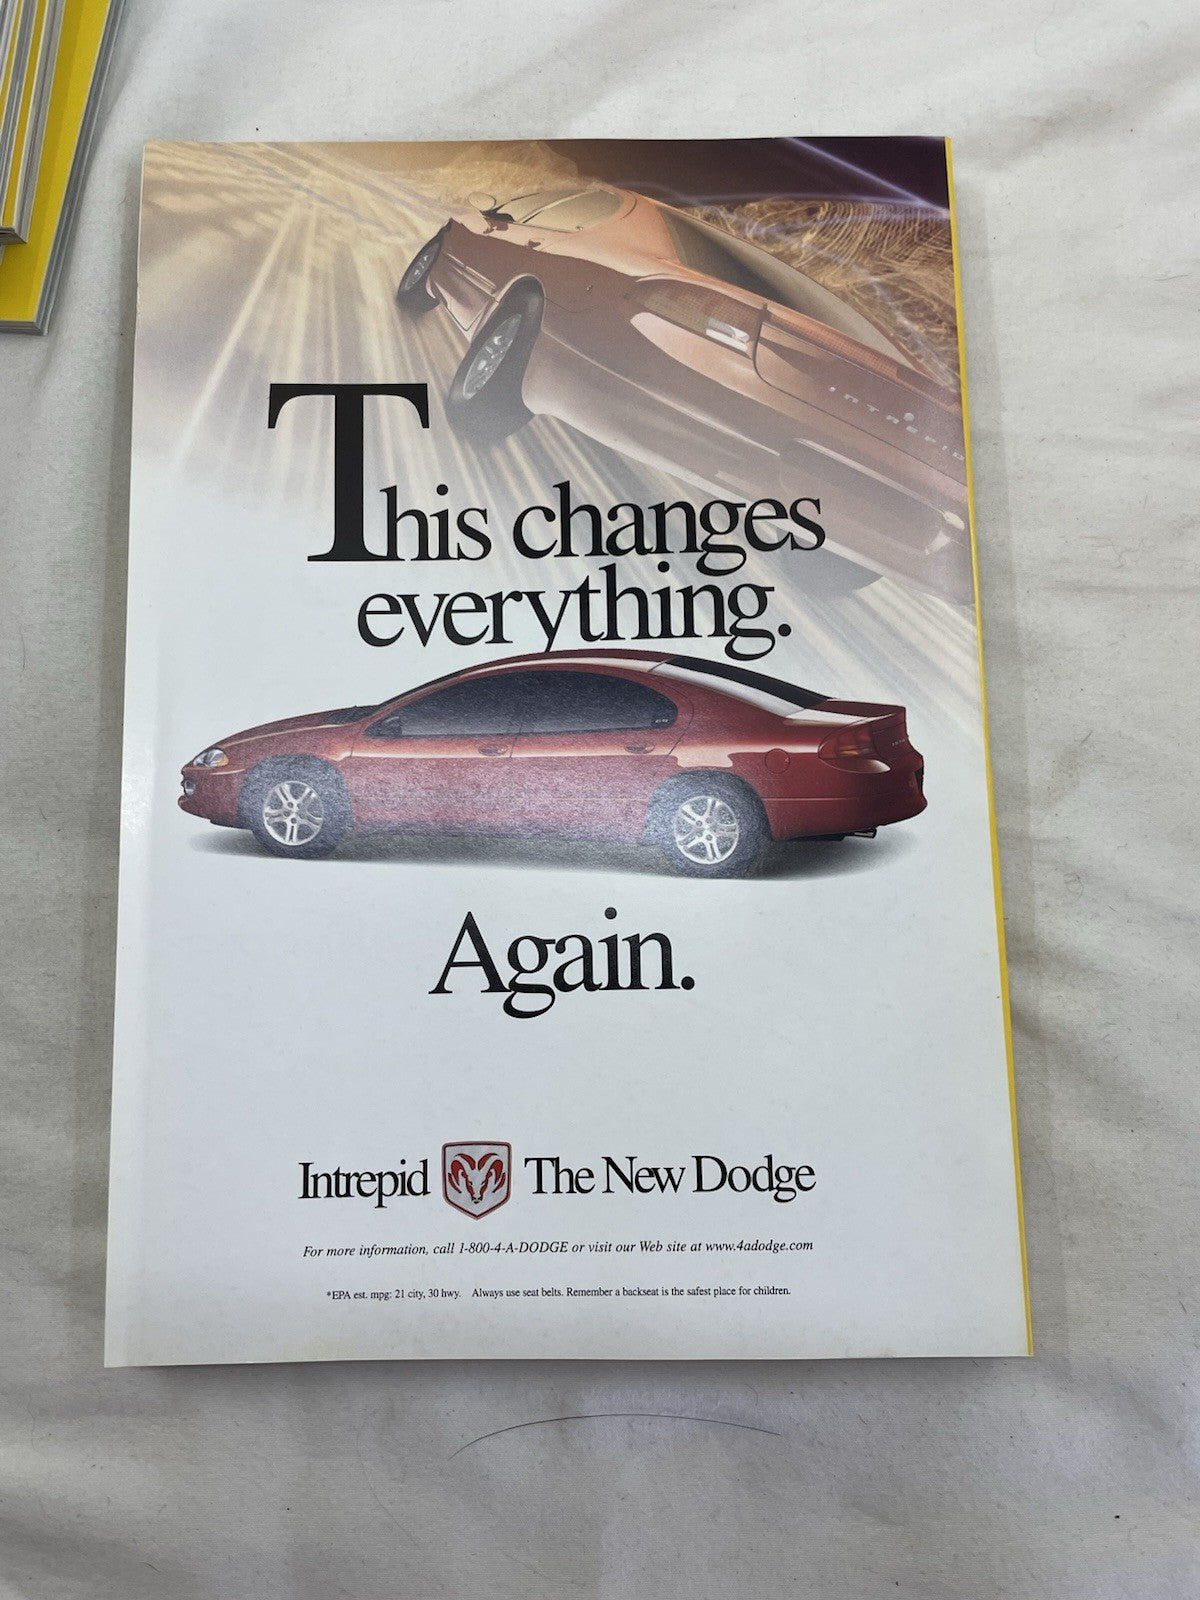 INTREPID
This changes
everything.
Again.
Intrepid The New Dodge
For more information, call 1-800-4-A-DODGE or visit our Web site at www.4adodge.com
*EPA est. mpg: 21 city, 30 hwy. Always use seat belts. Remember a backseat is the safest place for children.